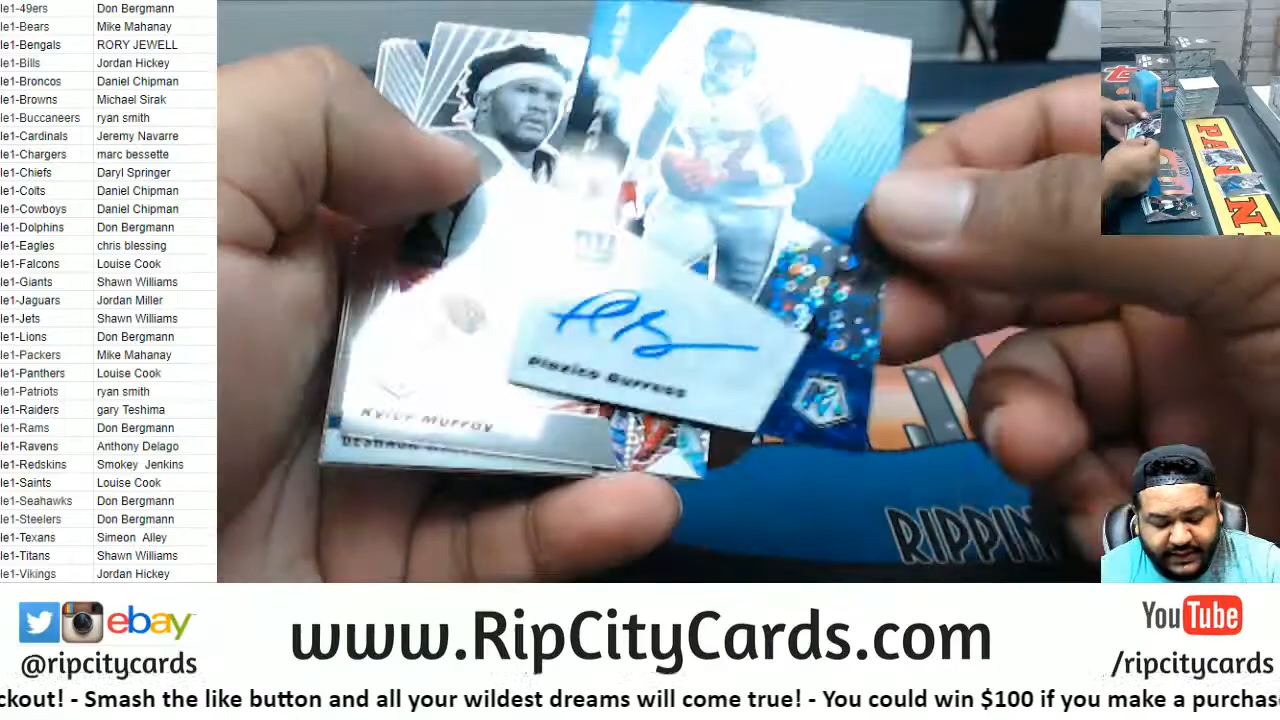 le1-49ers Don Bergmann
le1-Bears Mike Mahanay
le1-Bengals RORY JEWELL
le1-Bills Jordan Hickey
le1-Broncos Daniel Chipman
le1-Browns Michael Sirak
le1-Buccaneers ryan smith
le1-Cardinals Jeremy Navarre
le1-Chargers marc bessette
le1-Chiefs Daryl Springer
le1-Colts Daniel Chipman
le1-Cowboys Daniel Chipman
le1-Dolphins Don Bergmann
le1-Eagles chris blessing
le1-Falcons Louise Cook
le1-Giants Shawn Williams
le1-Jaguars Jordan Miller
le1-Jets Shawn Williams
le1-Lions Don Bergmann
le1-Packers Mike Mahanay
le1-Panthers Louise Cook
le1-Patriots ryan smith
le1-Raiders gary Teshima
le1-Rams Don Bergmann
le1-Ravens Anthony Delago
le1-Redskins Smokey Jenkins
le1-Saints Louise Cook
le1-Seahawks Don Bergmann
le1-Steelers Don Bergmann
le1-Texans Simeon Alley
le1-Titans Shawn Williams
le1-Vikings Jordan Hickey
Plaxico Burress
KYLER MURRAY
RIPPIN
PANIN
ebay
@ripcitycards
www.RipCityCards.com
YouTube
/ripcitycards
ckout! - Smash the like button and all your wildest dreams will come true! - You could win $100 if you make a purchas